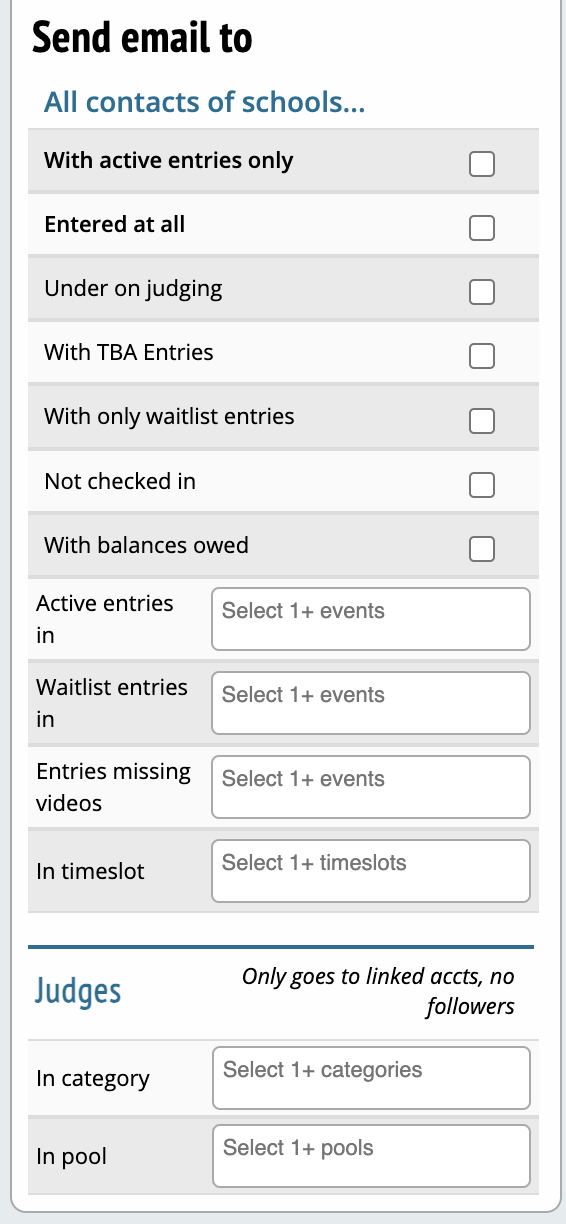 Send email to
All contacts of schools...
With active entries only
Entered at all
Under on judging
With TBA Entries
With only waitlist entries
Not checked in
With balances owed
Active entries
in
Select 1+ events
Waitlist entries
in
Select 1+ events
Entries missing
videos
Select 1+ events
In timeslot
Select 1+ timeslots
Judges
Only goes to linked accts, no
followers
In category
Select 1+ categories
In pool
Select 1+ pools